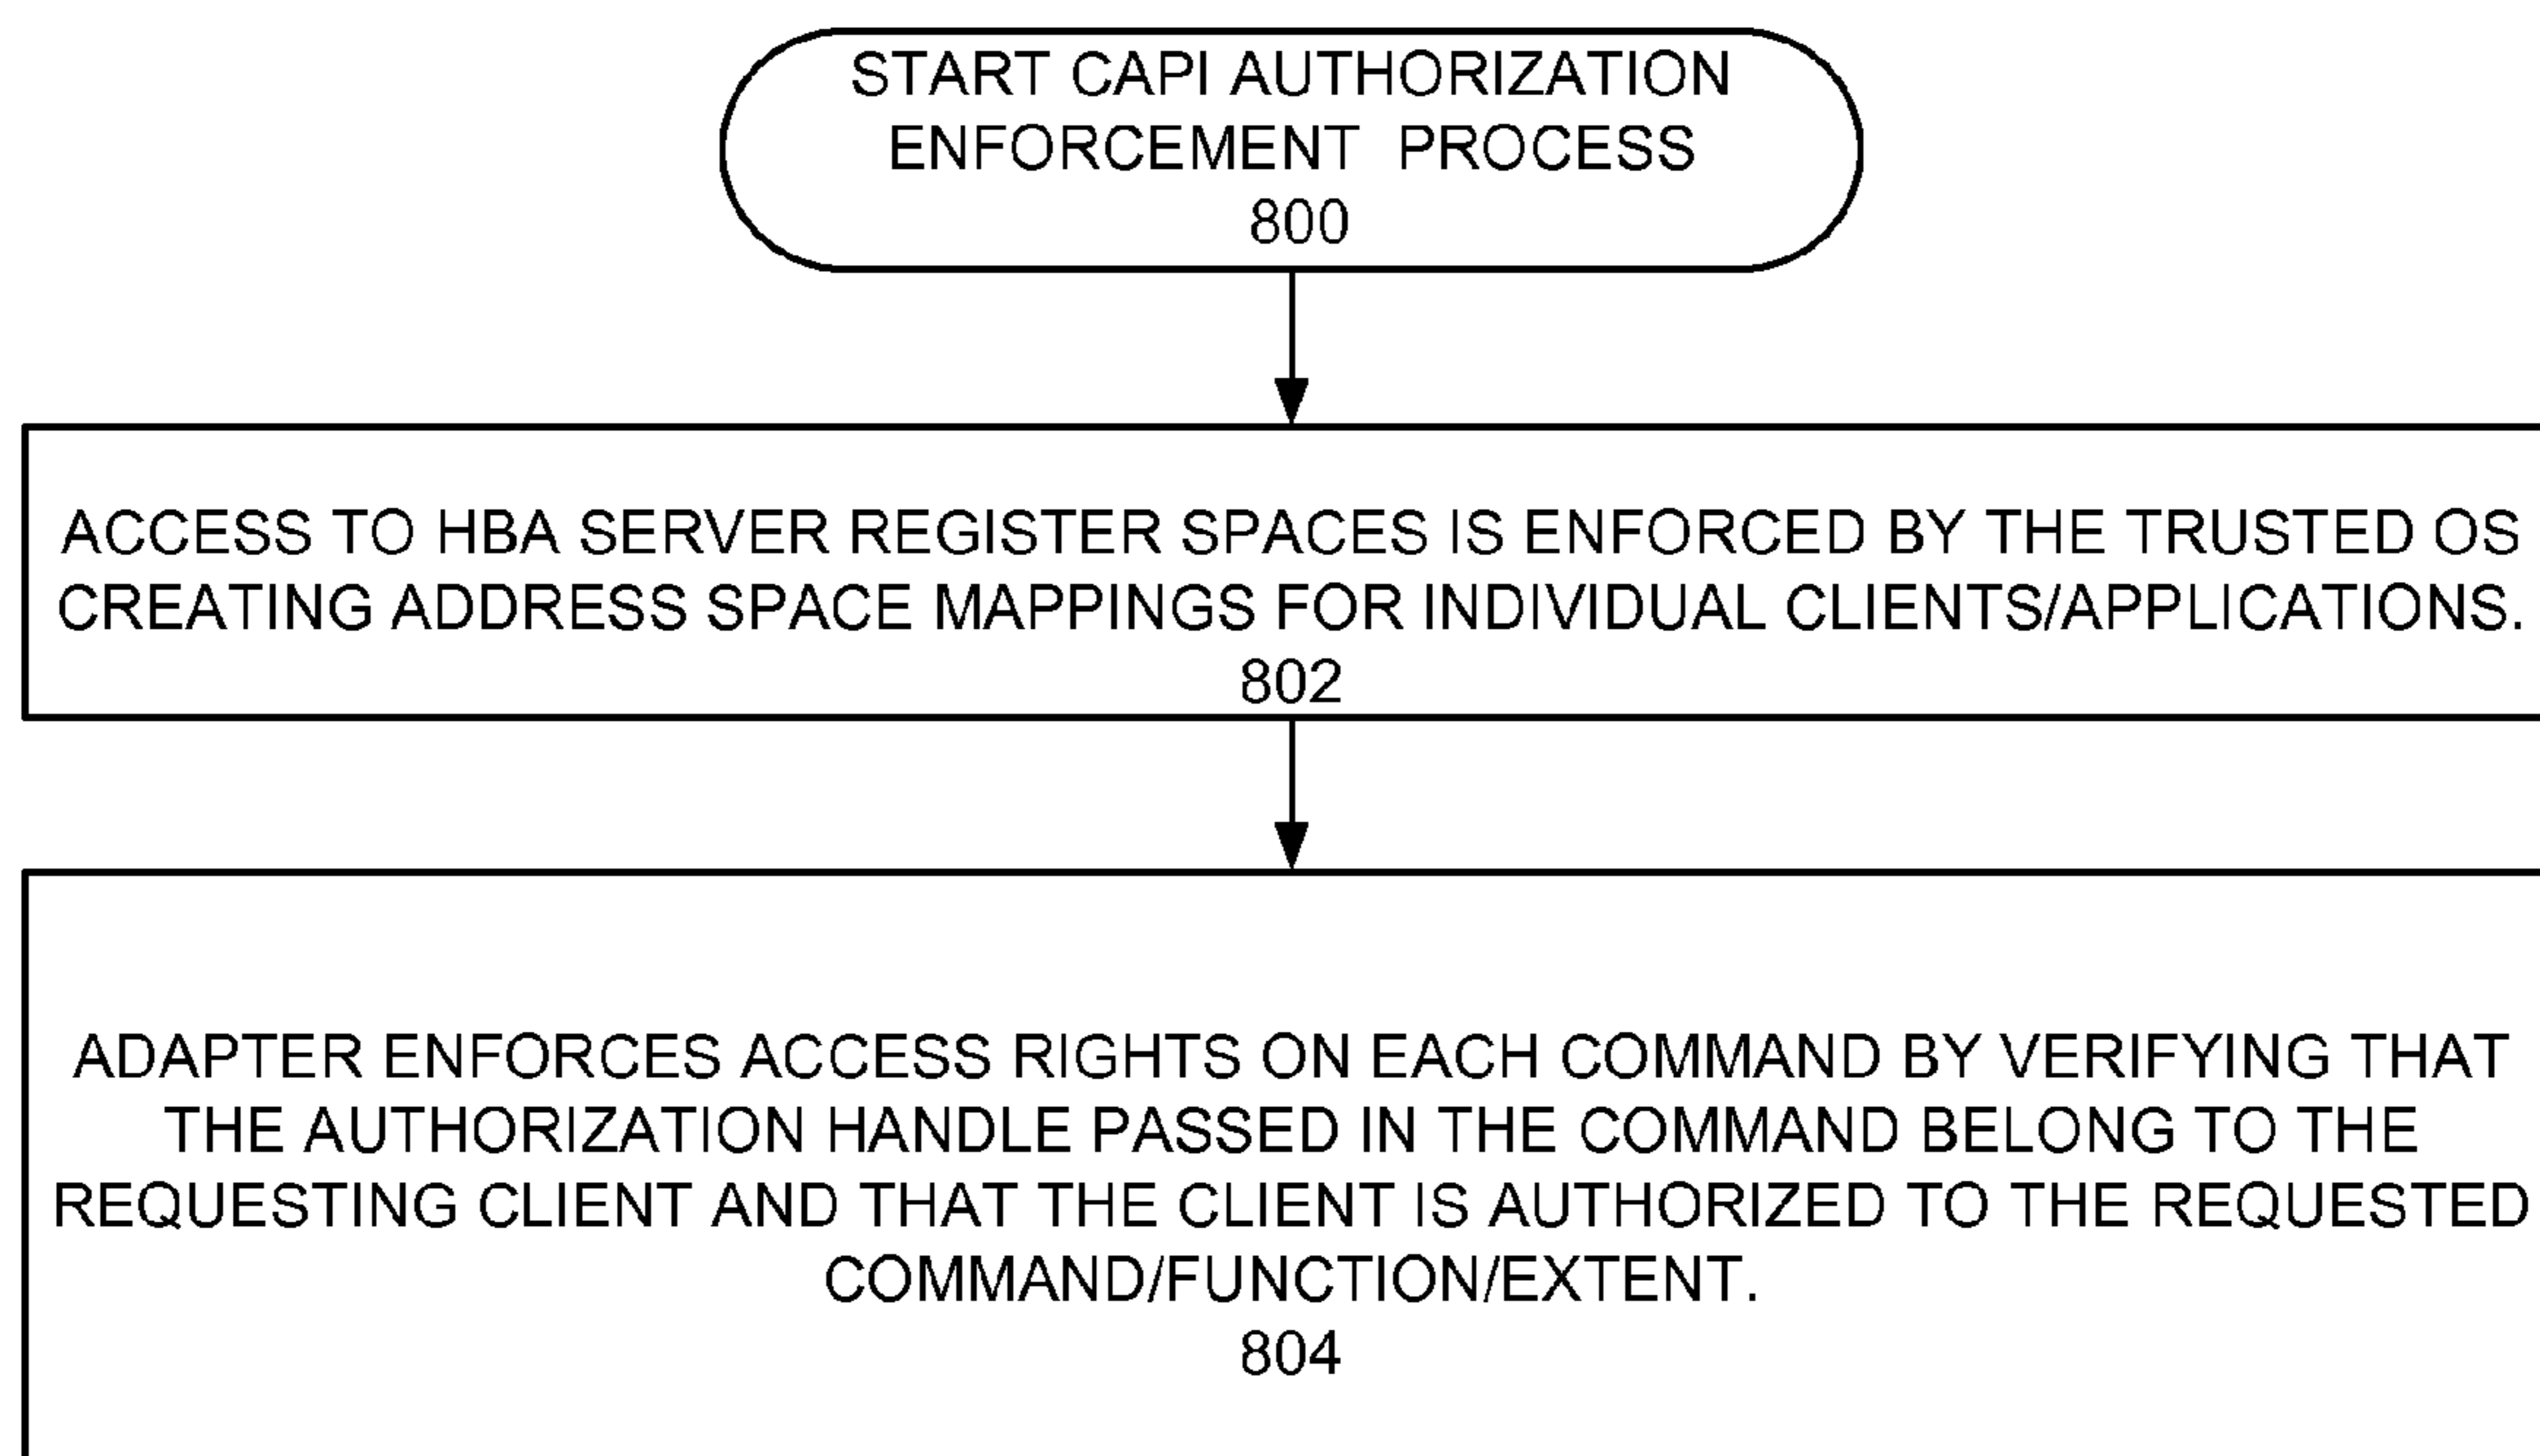 START CAPI AUTHORIZATION
ENFORCEMENT PROCESS
800
ACCESS TO HBA SERVER REGISTER SPACES IS ENFORCED BY THE TRUSTED OS
CREATING ADDRESS SPACE MAPPINGS FOR INDIVIDUAL CLIENTS/APPLICATIONS.
802
ADAPTER ENFORCES ACCESS RIGHTS ON EACH COMMAND BY VERIFYING THAT
THE AUTHORIZATION HANDLE PASSED IN THE COMMAND BELONG TO THE
REQUESTING CLIENT AND THAT THE CLIENT IS AUTHORIZED TO THE REQUESTED
COMMAND/FUNCTION/EXTENT.
804